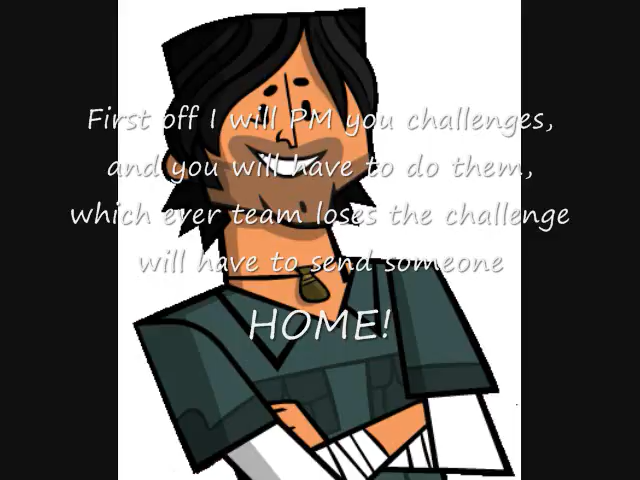 First off I will PM you challenges,
and you will have to do them,
which ever team loses the challenge
will have to send someone
HOME!